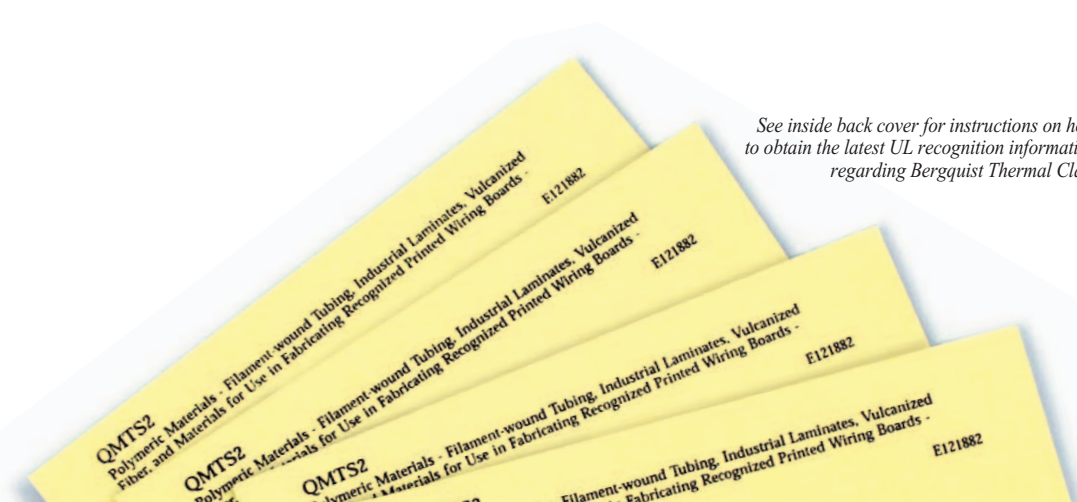 See inside back cover for instructions on
to obtain the latest UL recognition
regarding Bergquist Thermal
QMTS2
Polymeric Materials - Filament-wound Tubing, Industrial Laminates, Vulcanized
Fiber, and Materials for Use in Fabricating Recognized Printed Wiring Boards -
E121882
QMTS2
Polymeric Materials - Filament-wound Tubing, Industrial Laminates, Vulcanized
for Use in Fabricating Recognized Printed Wiring Boards -
E121882
QMTS2
Polymeric Materials - Filament-wound Tubing, Industrial Laminates, Vulcanized
Materials for Use in Fabricating Recognized Printed Wiring Boards -
E121882
Filament-wound Tubing, Industrial Laminates, Vulcanized
Fabricating Recognized Printed Wiring Boards -
E121882